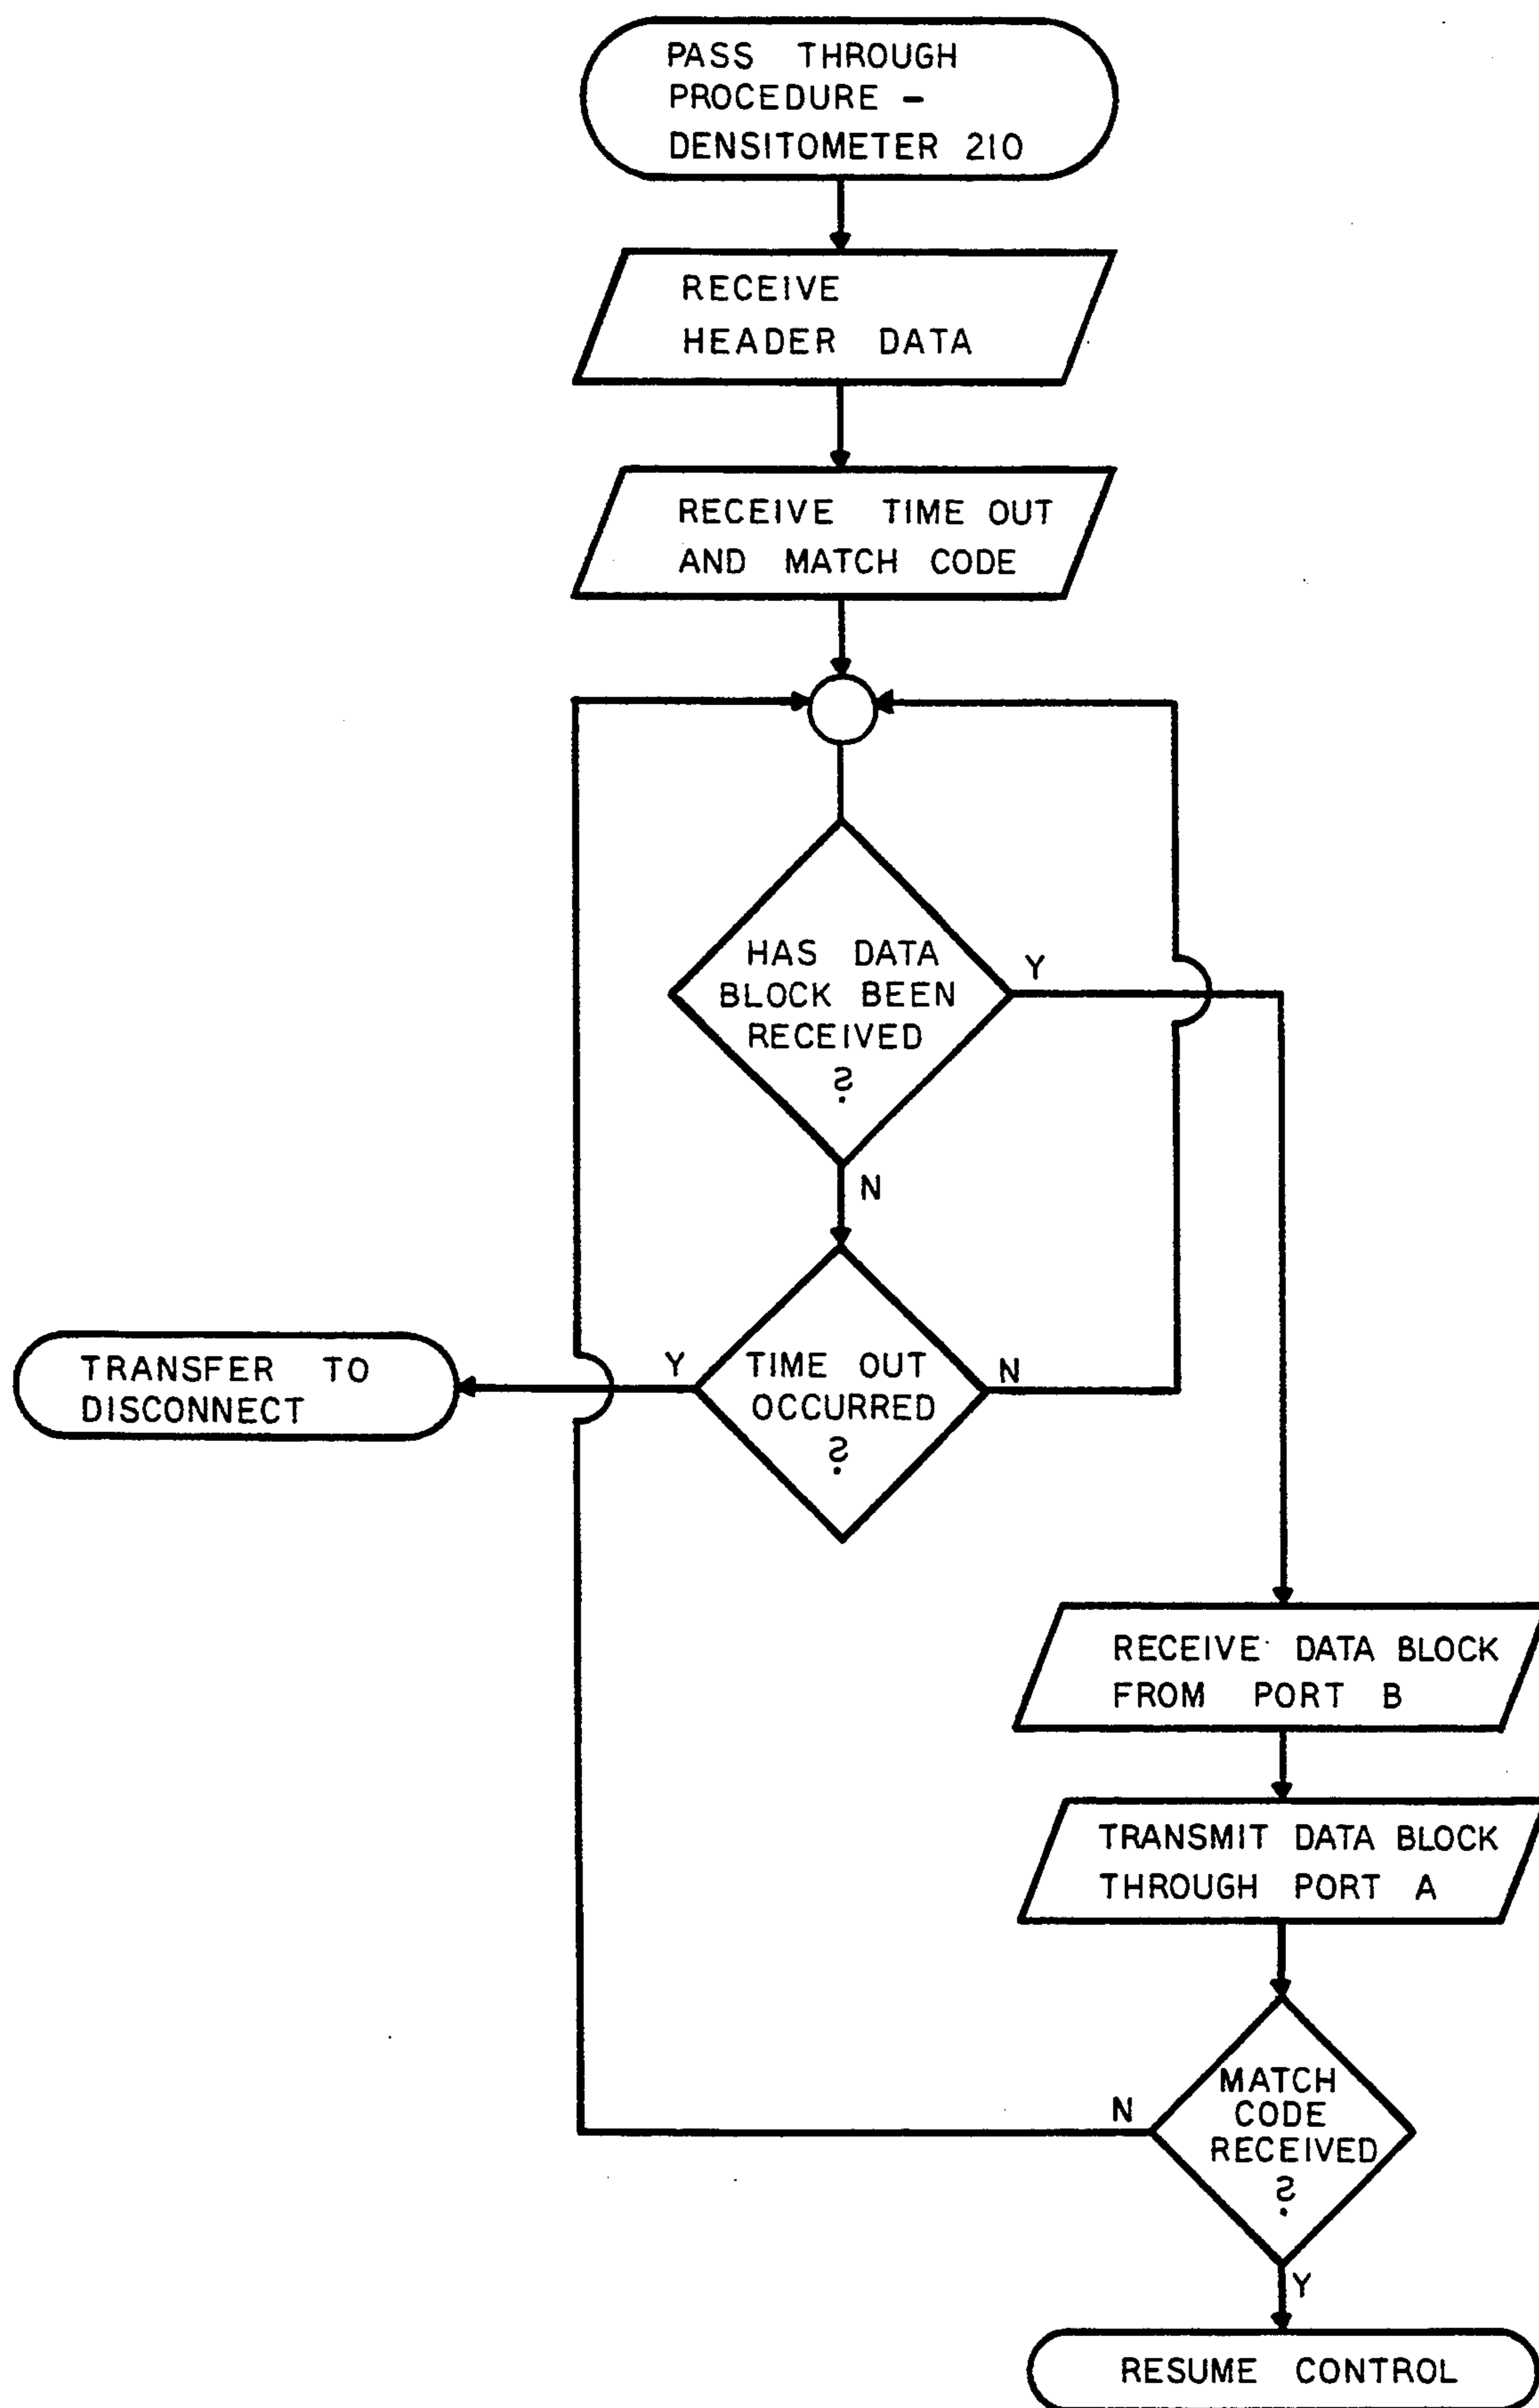 PASS THROUGH
PROCEDURE -
DENSITOMETER 210
RECEIVE
HEADER DATA
RECEIVE TIME OUT
AND MATCH CODE
HAS DATA
BLOCK BEEN
RECEIVED
?
Y
N
TIME OUT
OCCURRED
?
Y
N
TRANSFER TO
DISCONNECT
RECEIVE DATA BLOCK
FROM PORT B
TRANSMIT DATA BLOCK
THROUGH PORT A
MATCH
CODE
RECEIVED
?
N
Y
RESUME CONTROL